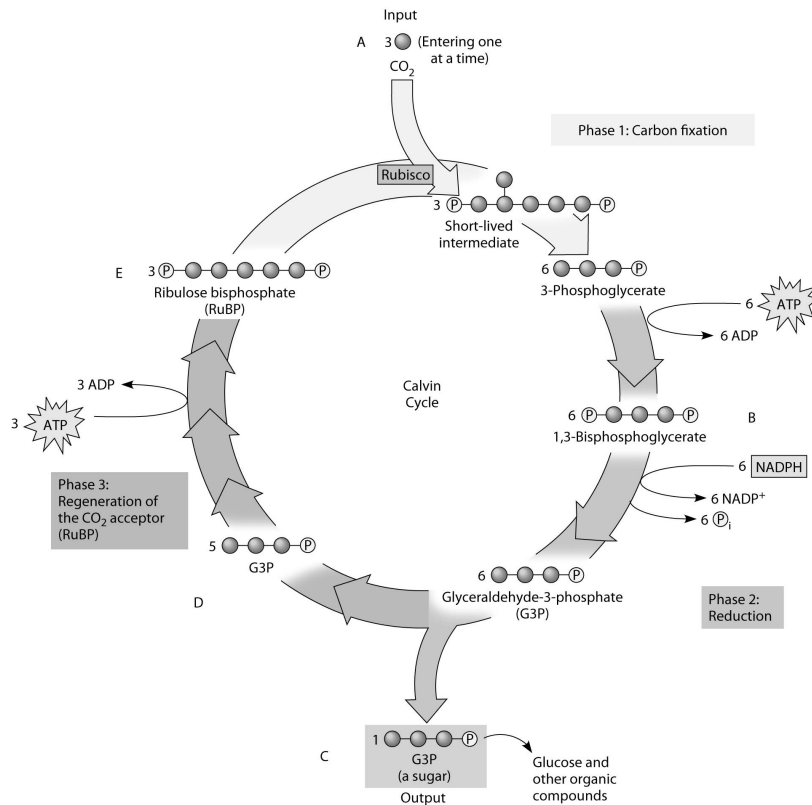 Input
A
3 (Entering one
at a time)
CO₂
Phase 1: Carbon fixation
Rubisco
3 P P
Short-lived
intermediate
E
3 P P
Ribulose bisphosphate
(RuBP)
6 P
3-Phosphoglycerate
6 ATP
6 ADP
3 ADP
3 ATP
Calvin
Cycle
6 P P
B
1,3-Bisphosphoglycerate
6 NADPH
6 NADP⁺
6 Pi
Phase 3:
Regeneration of
the CO₂ acceptor
(RuBP)
5 P
G3P
6 P
Glyceraldehyde-3-phosphate
(G3P)
Phase 2:
Reduction
D
C
1 P
G3P
(a sugar)
Output
Glucose and
other organic
compounds